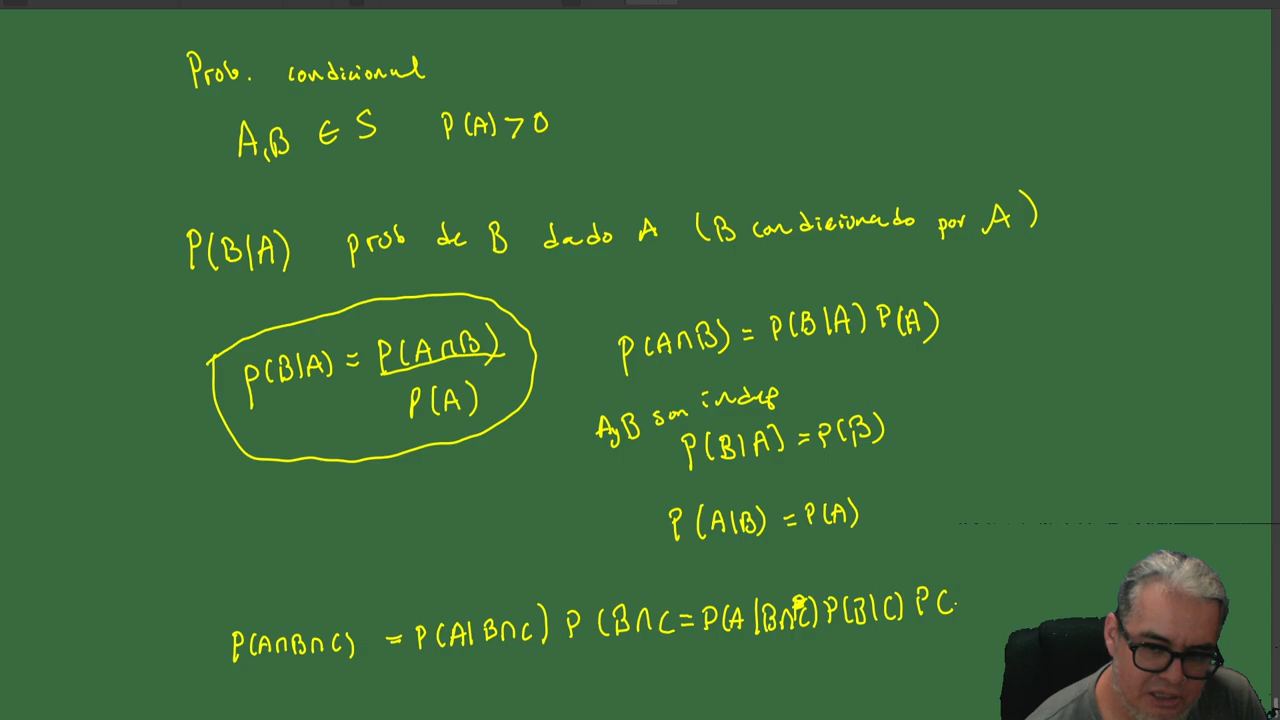 Prob. condicional
A,B ∈ S P(A) > 0
P(B|A) prob de B dado A (B condicionado por A)
P(B|A) = P(A∩B) / P(A)
P(A∩B) = P(B|A) P(A)
A y B son indep
P(B|A) = P(B)
P(A|B) = P(A)
P(A∩B∩C) = P(A|B∩C) P(B∩C = P(A|B∩C) P(B|C) P(